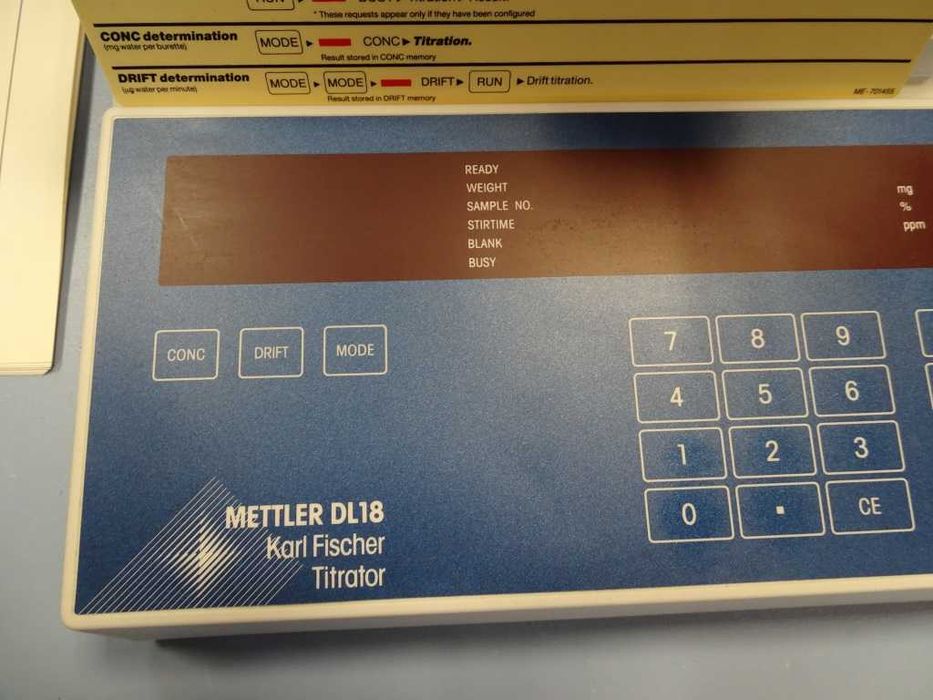 RUN
* These requests appear only if they have been configured
CONC determination
(mg water per burette)
MODE CONC Titration.
Result stored in CONC memory
DRIFT determination
(µg water per minute)
MODE MODE DRIFT RUN Drift titration.
Result stored in DRIFT memory
ME-701455
READY
WEIGHT
SAMPLE NO.
STIRTIME
BLANK
BUSY
mg
%
ppm
CONC DRIFT MODE
7 8 9
4 5 6
1 2 3
0 . CE
METTLER DL18
Karl Fischer
Titrator